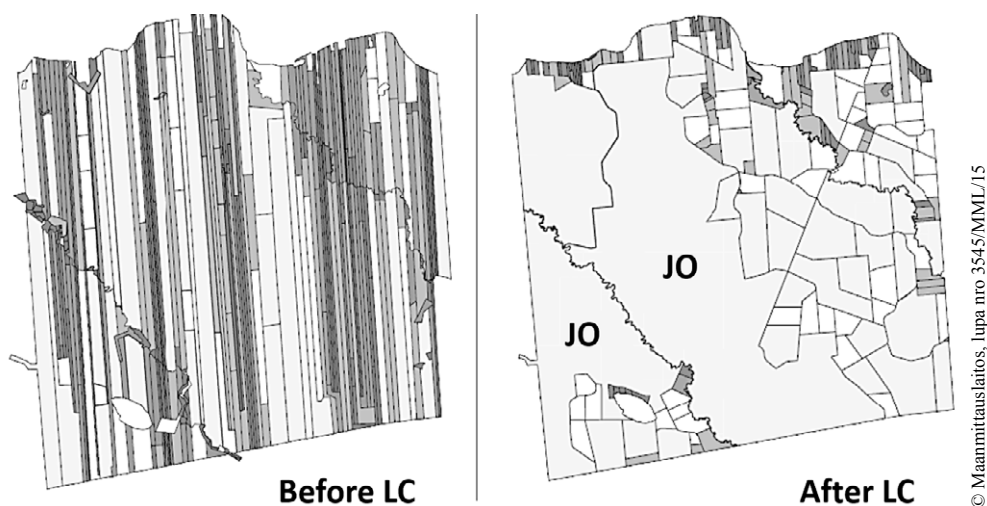 JO
JO
Before LC
After LC
© Maanmittauslaitos, lupa nro 3545/MML/15